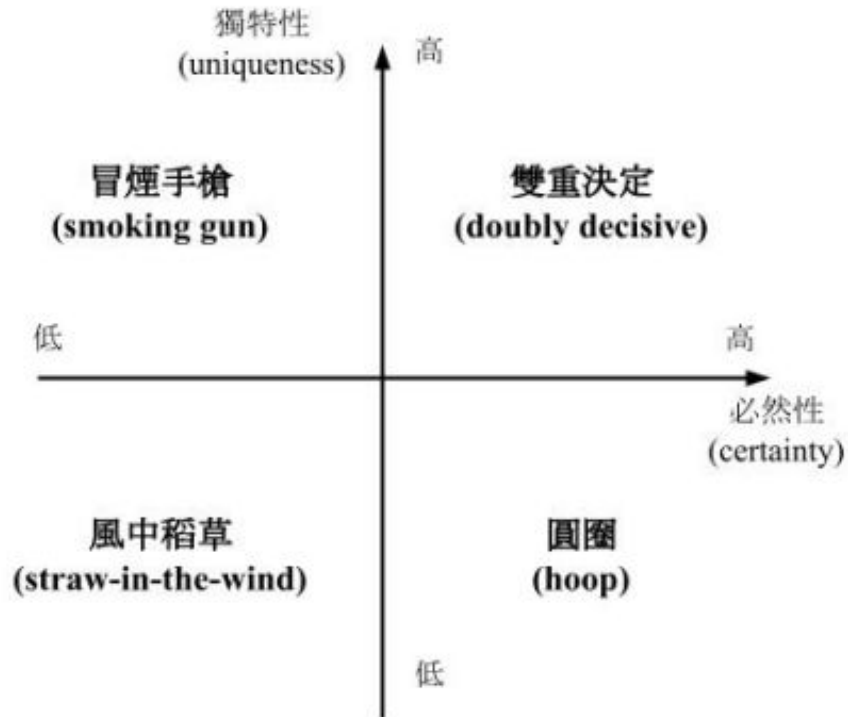 獨特性
(uniqueness)
高
冒煙手槍
(smoking gun)
雙重決定
(doubly decisive)
低
高
必然性
(certainty)
風中稻草
(straw-in-the-wind)
圓圈
(hoop)
低